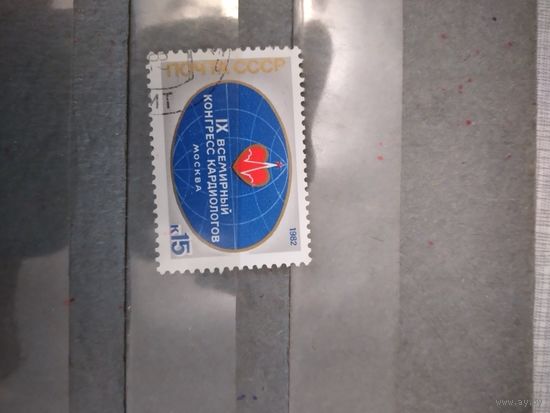 ПОЧТА СССР
IX ВСЕМИРНЫЙ
КОНГРЕСС КАРДИОЛОГОВ
МОСКВА
1982
к15
www.ay.by